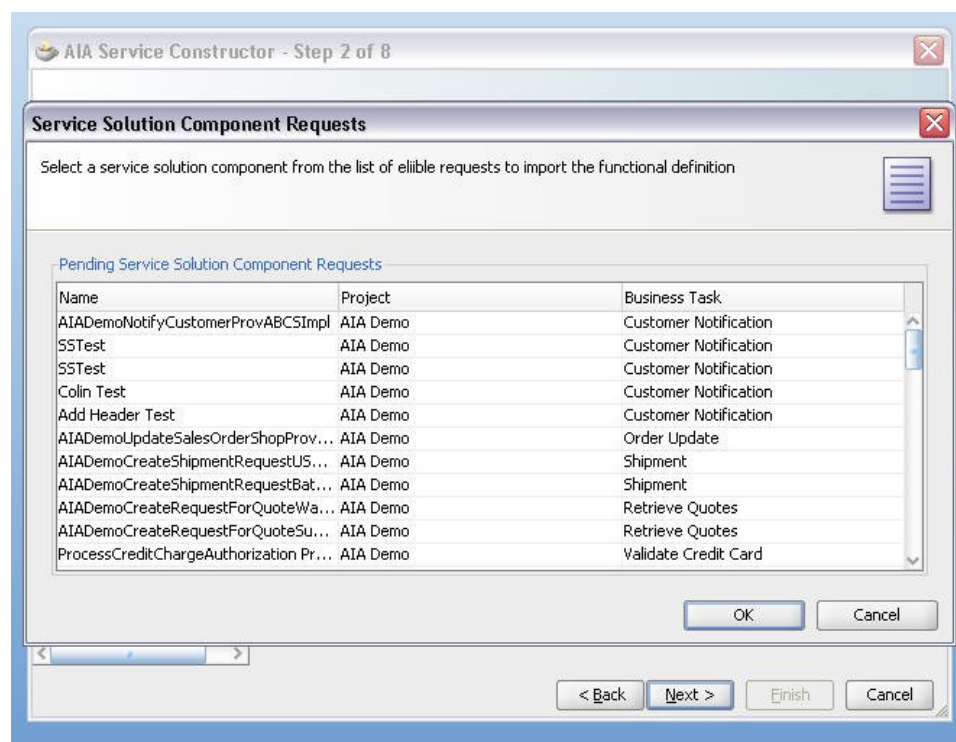 AIA Service Constructor - Step 2 of 8
Service Solution Component Requests
Select a service solution component from the list of eliible requests to import the functional definition
Pending Service Solution Component Requests
Name Project Business Task
AIADemoNotifyCustomerProvABCSImpl AIA Demo Customer Notification
SSTest AIA Demo Customer Notification
SSTest AIA Demo Customer Notification
Colin Test AIA Demo Customer Notification
Add Header Test AIA Demo Customer Notification
AIADemoUpdateSalesOrderShopProv... AIA Demo Order Update
AIADemoCreateShipmentRequestUS... AIA Demo Shipment
AIADemoCreateShipmentRequestBat... AIA Demo Shipment
AIADemoCreateRequestForQuoteWa... AIA Demo Retrieve Quotes
AIADemoCreateRequestForQuoteSu... AIA Demo Retrieve Quotes
ProcessCreditChargeAuthorization Pr... AIA Demo Validate Credit Card
OK Cancel
< Back Next > Finish Cancel